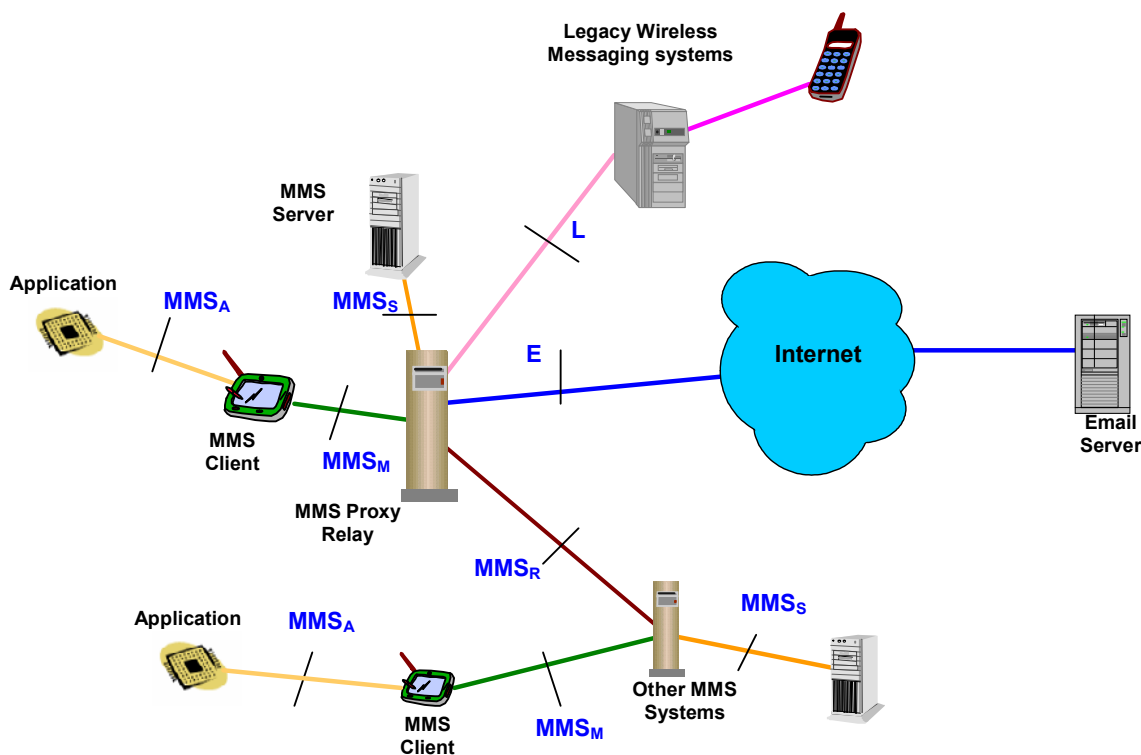 Legacy Wireless
Messaging systems
MMS
Server
L
Application
MMSA
MMSS
E
Internet
MMS
Client
MMSM
Email
Server
MMS Proxy
Relay
MMSR
Application
MMSA
MMSS
Other MMS
Systems
MMS
Client
MMSM